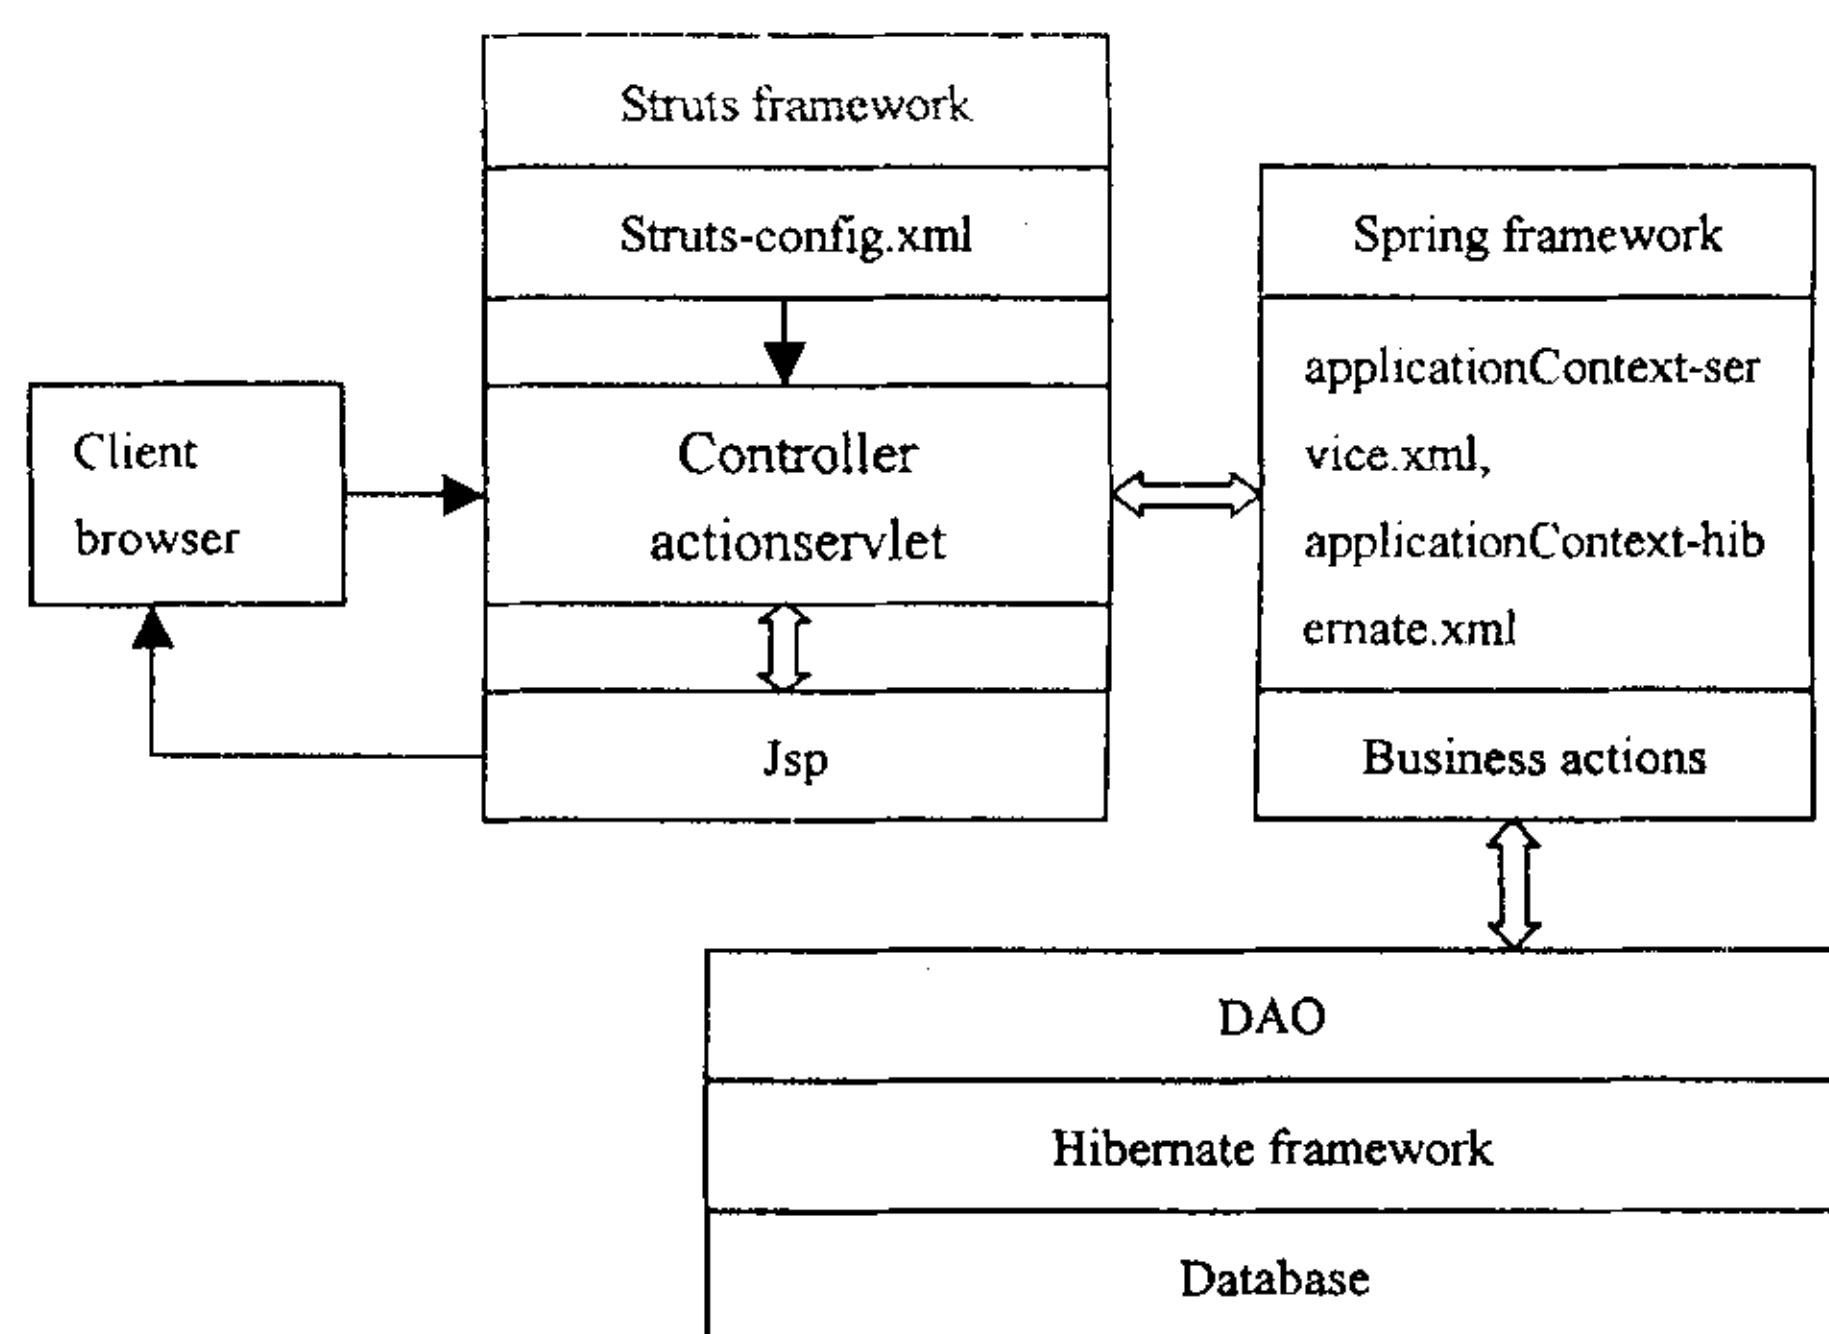 Struts framework
Struts-config.xml
Client
browser
Controller
actionservlet
Jsp
Spring framework
applicationContext-ser
vice.xml,
applicationContext-hib
ernate.xml
Business actions
DAO
Hibernate framework
Database